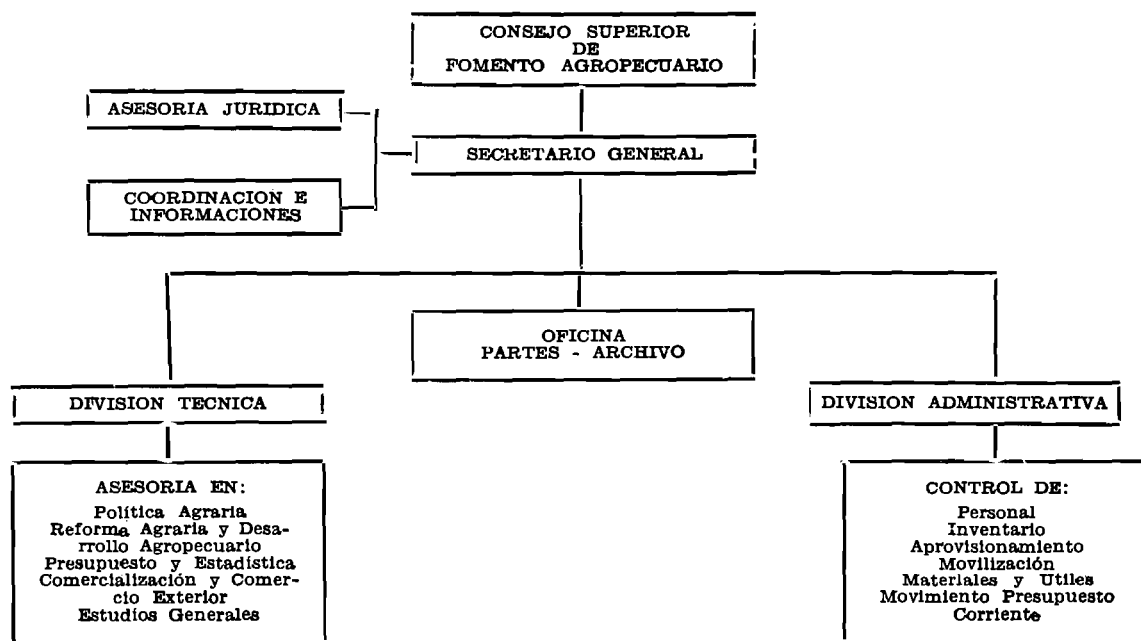 CONSEJO SUPERIOR
DE
FOMENTO AGROPECUARIO
ASESORIA JURIDICA
SECRETARIO GENERAL
COORDINACION E
INFORMACIONES
OFICINA
PARTES - ARCHIVO
DIVISION TECNICA
DIVISION ADMINISTRATIVA
ASESORIA EN:
Política Agraria
Reforma Agraria y Desa-
rrollo Agropecuario
Presupuesto y Estadística
Comercialización y Comer-
cio Exterior
Estudios Generales
CONTROL DE:
Personal
Inventario
Aprovisionamiento
Movilización
Materiales y Utiles
Movimiento Presupuesto
Corriente